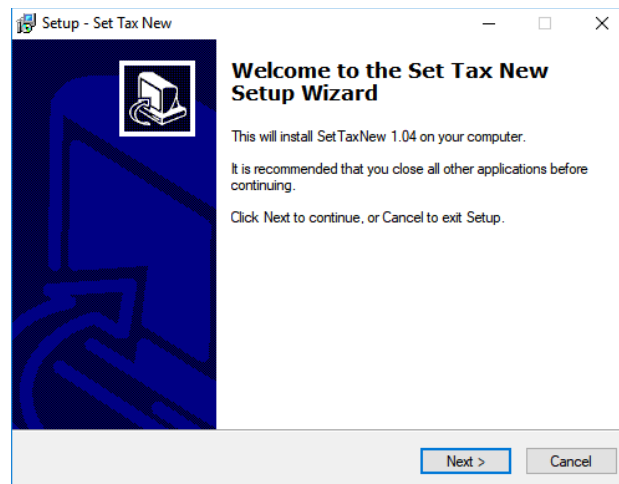 Setup - Set Tax New
Welcome to the Set Tax New
Setup Wizard
This will install SetTaxNew 1.04 on your computer.
It is recommended that you close all other applications before
continuing.
Click Next to continue, or Cancel to exit Setup.
Next >
Cancel